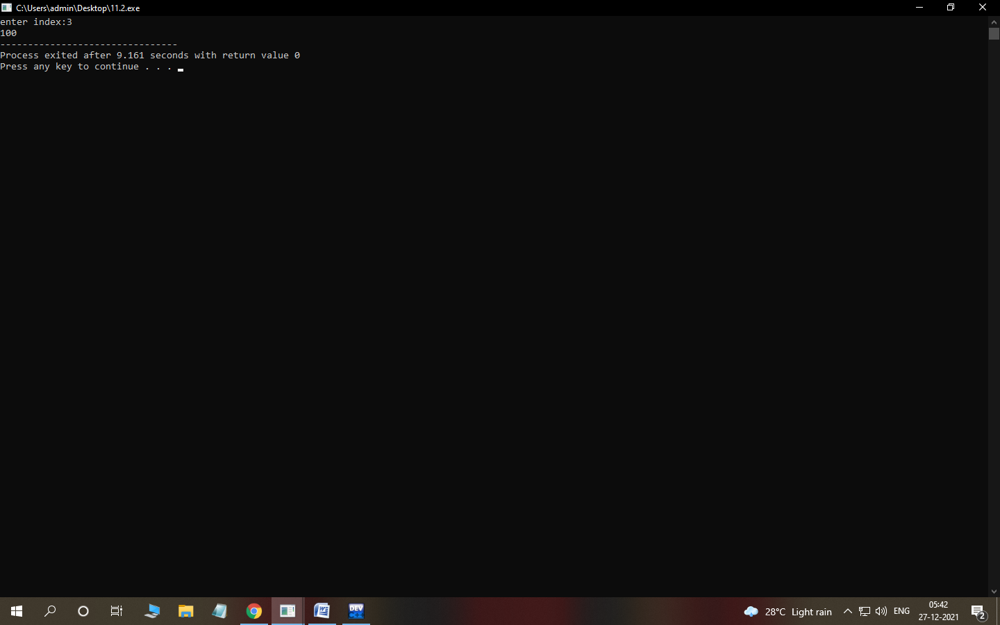 C:\Users\admin\Desktop\11.2.exe
enter index:3
100
--------------------------------
Process exited after 9.161 seconds with return value 0
Press any key to continue . . .
W
DEV
C++
28°C Light rain
ENG
05:42
27-12-2021
2